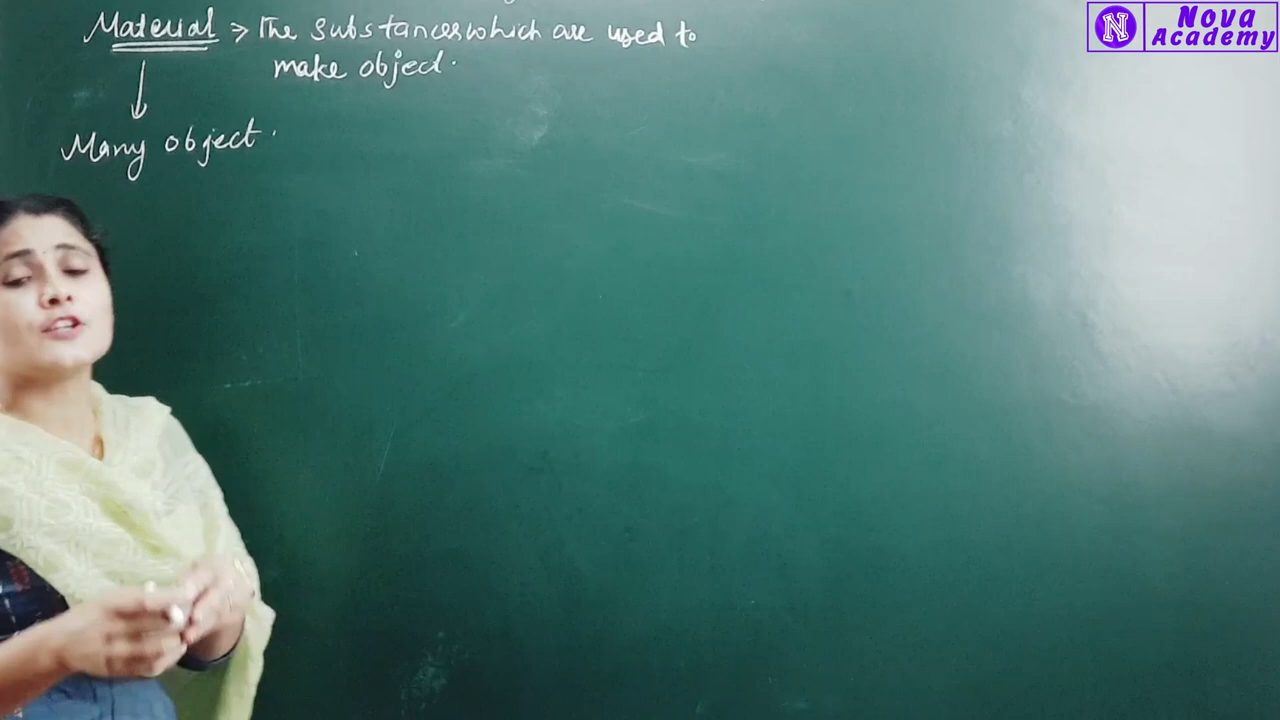 Material → The substances which are used to
make object.
Many object.
Nova
Academy